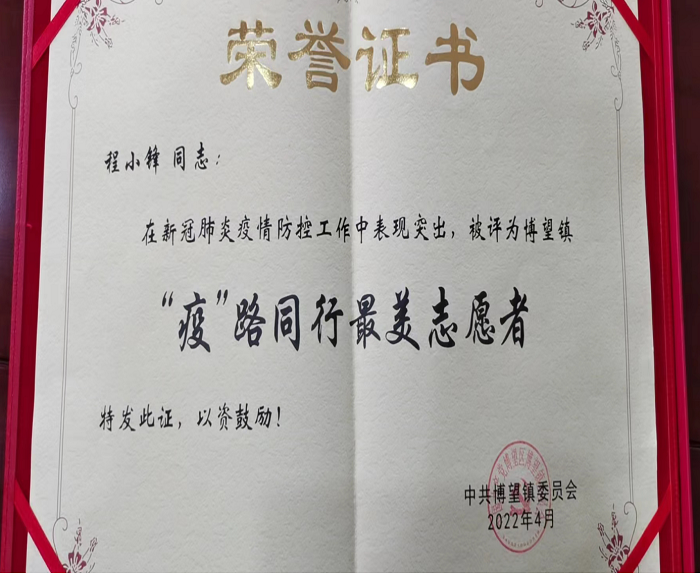 荣誉证书
程小锋 同志：
在新冠肺炎疫情防控工作中表现突出，被评为博望镇
“疫”路同行最美志愿者
特发此证，以资鼓励！
中共博望镇委员会
2022年4月